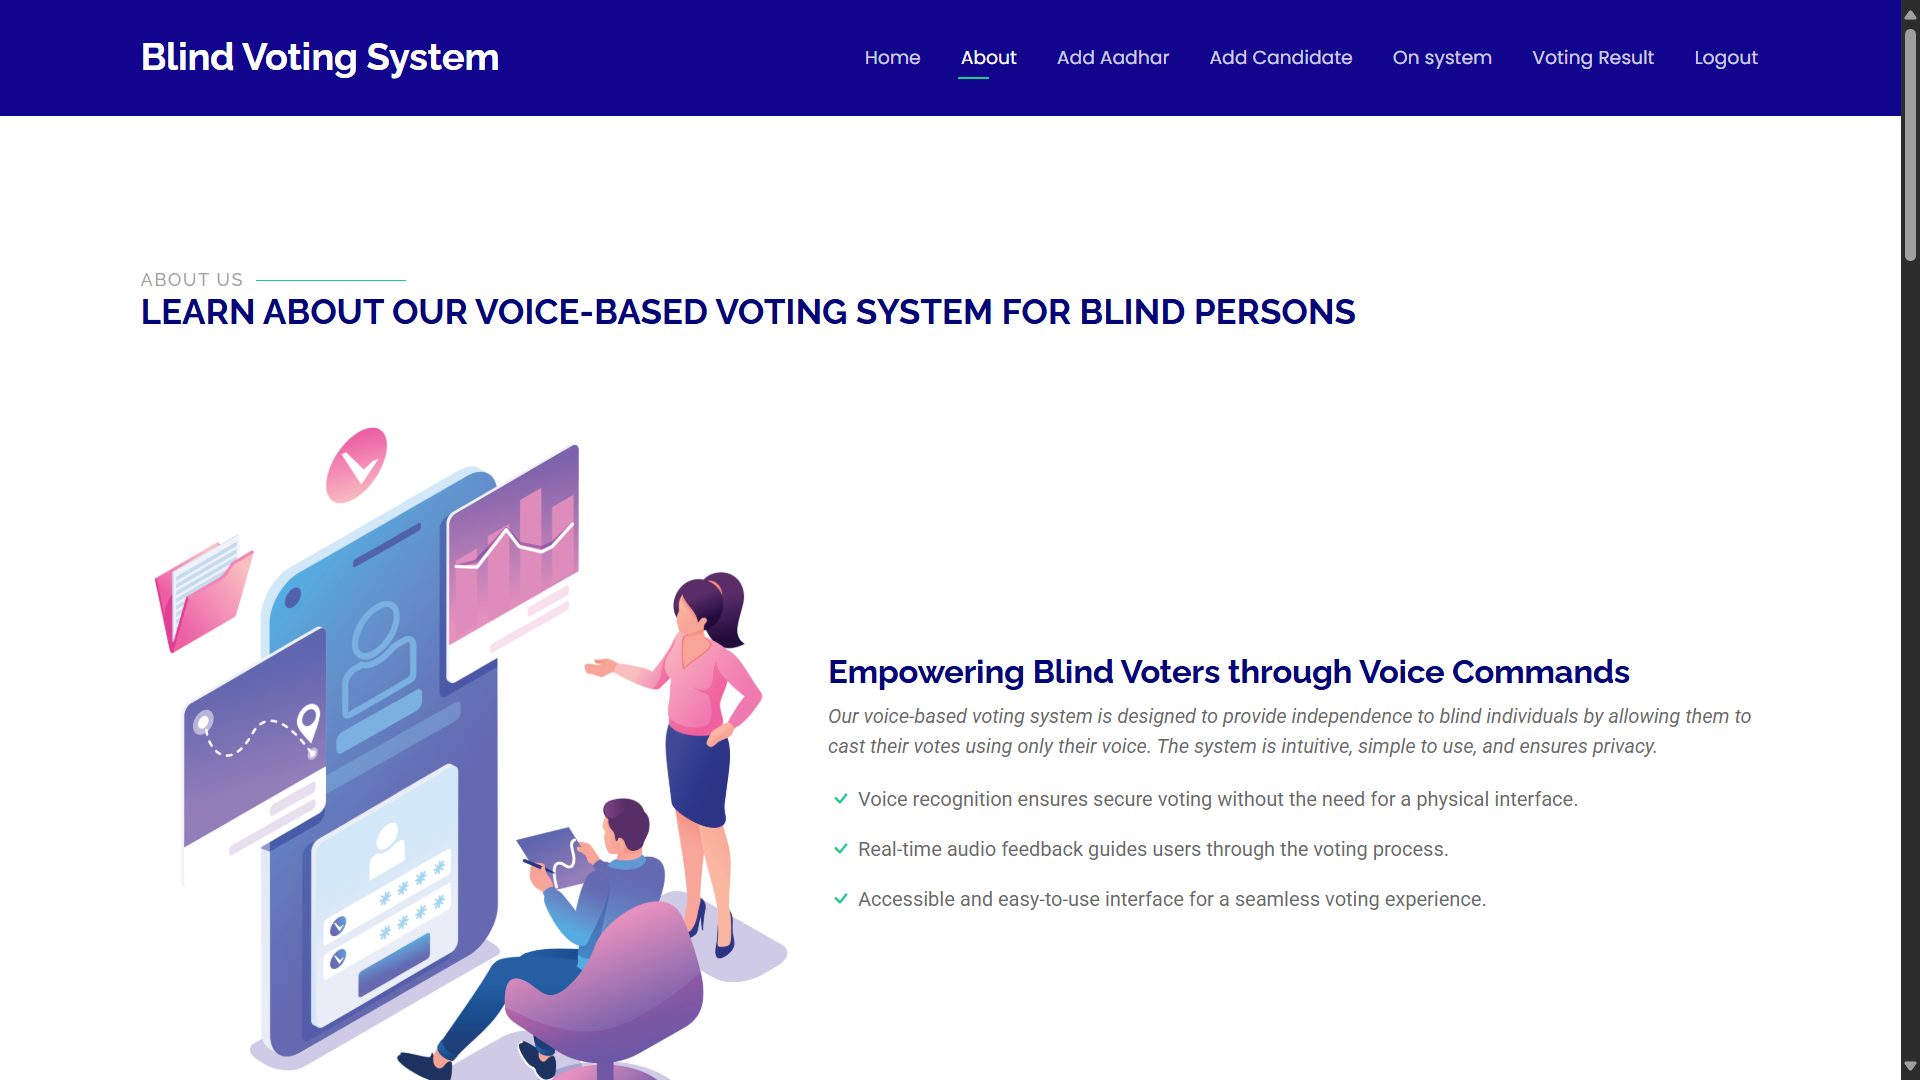 Blind Voting System
Home About Add Aadhar Add Candidate On system Voting Result Logout
ABOUT US
LEARN ABOUT OUR VOICE-BASED VOTING SYSTEM FOR BLIND PERSONS
Empowering Blind Voters through Voice Commands
Our voice-based voting system is designed to provide independence to blind individuals by allowing them to
cast their votes using only their voice. The system is intuitive, simple to use, and ensures privacy.
Voice recognition ensures secure voting without the need for a physical interface.
Real-time audio feedback guides users through the voting process.
Accessible and easy-to-use interface for a seamless voting experience.